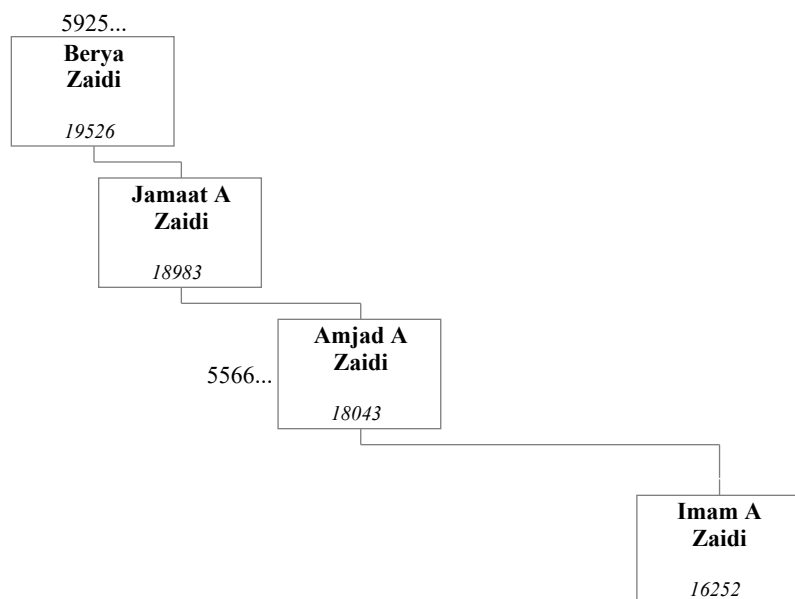 5925...
Berya
Zaidi
19526
Jamaat A
Zaidi
18983
Amjad A
Zaidi
5566...
18043
Imam A
Zaidi
16252